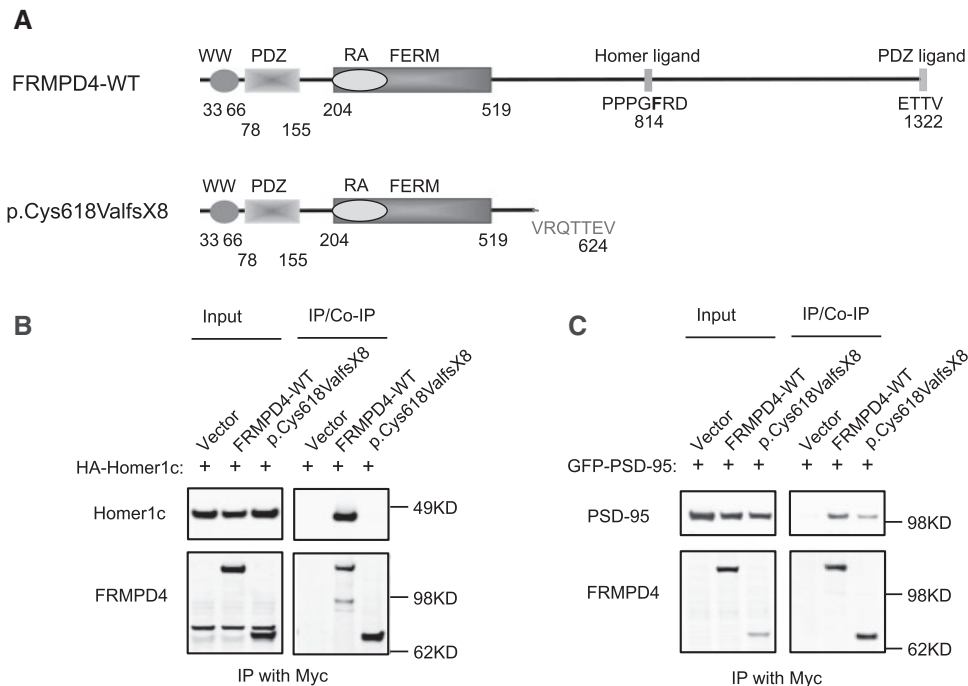 A
WW PDZ RA FERM Homer ligand PDZ ligand
FRMPD4-WT
PPPGFRD ETTV
33 66 204 519 814 1322
78 155
WW PDZ RA FERM
p.Cys618ValfsX8
VRQTTEV
33 66 204 519 624
78 155
B
Input IP/Co-IP
Vector FRMPD4-WT p.Cys618ValfsX8 Vector FRMPD4-WT p.Cys618ValfsX8
HA-Homer1c: + + + + + +
Homer1c 49KD
FRMPD4 98KD
62KD
IP with Myc
C
Input IP/Co-IP
Vector FRMPD4-WT p.Cys618ValfsX8 Vector FRMPD4-WT p.Cys618ValfsX8
GFP-PSD-95: + + + + + +
PSD-95 98KD
FRMPD4 98KD
62KD
IP with Myc